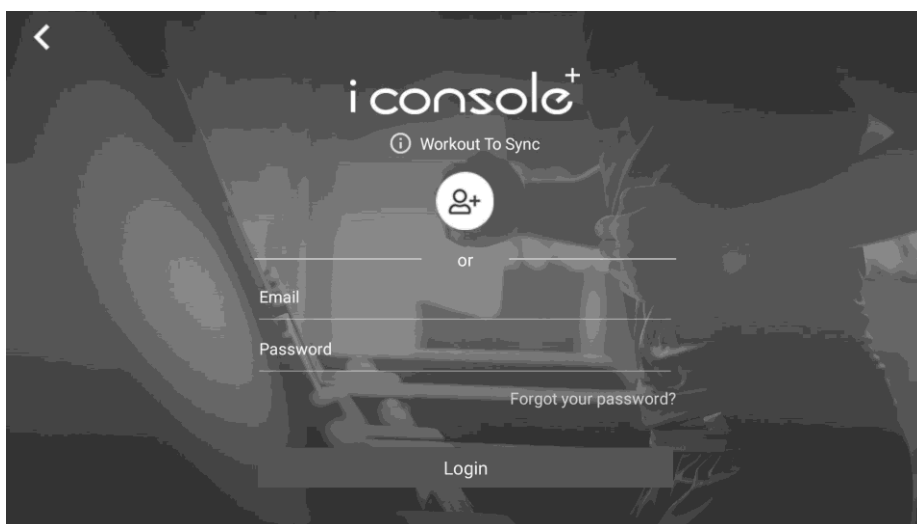 i console+
Workout To Sync
or
Email
Password
Forgot your password?
Login